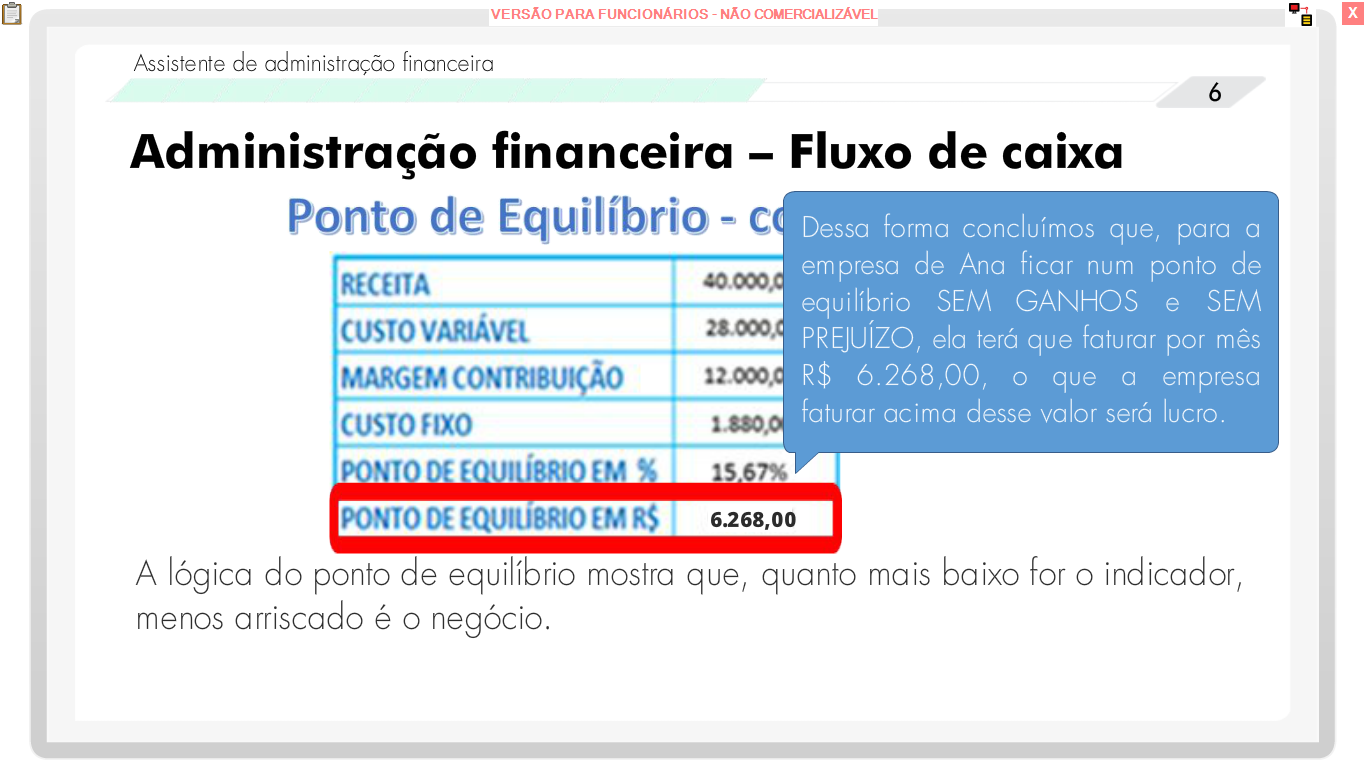 VERSÃO PARA FUNCIONÁRIOS - NÃO COMERCIALIZÁVEL
X
Assistente de administração financeira
6
Administração financeira – Fluxo de caixa
Ponto de Equilíbrio - co
Dessa forma concluímos que, para a
empresa de Ana ficar num ponto de
equilíbrio SEM GANHOS e SEM
PREJUÍZO, ela terá que faturar por mês
R$ 6.268,00, o que a empresa
faturar acima desse valor será lucro.
RECEITA 40.000,0
CUSTO VARIÁVEL 28.000,0
MARGEM CONTRIBUIÇÃO 12.000,0
CUSTO FIXO 1.880,0
PONTO DE EQUILÍBRIO EM % 15,67%
PONTO DE EQUILÍBRIO EM R$ 6.268,00
A lógica do ponto de equilíbrio mostra que, quanto mais baixo for o indicador,
menos arriscado é o negócio.